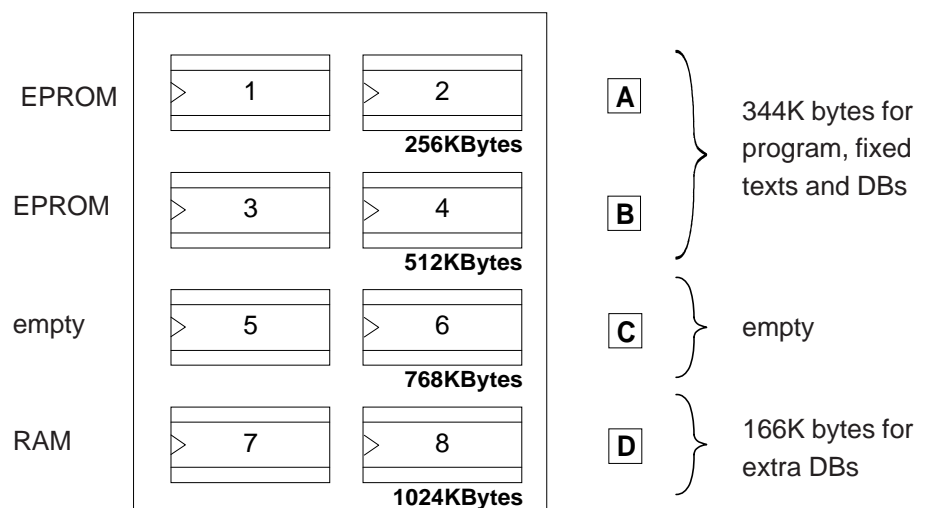 EPROM
1
2
A
256KBytes
344K bytes for
program, fixed
texts and DBs
EPROM
3
4
B
512KBytes
empty
5
6
C
empty
768KBytes
RAM
7
8
D
166K bytes for
extra DBs
1024KBytes